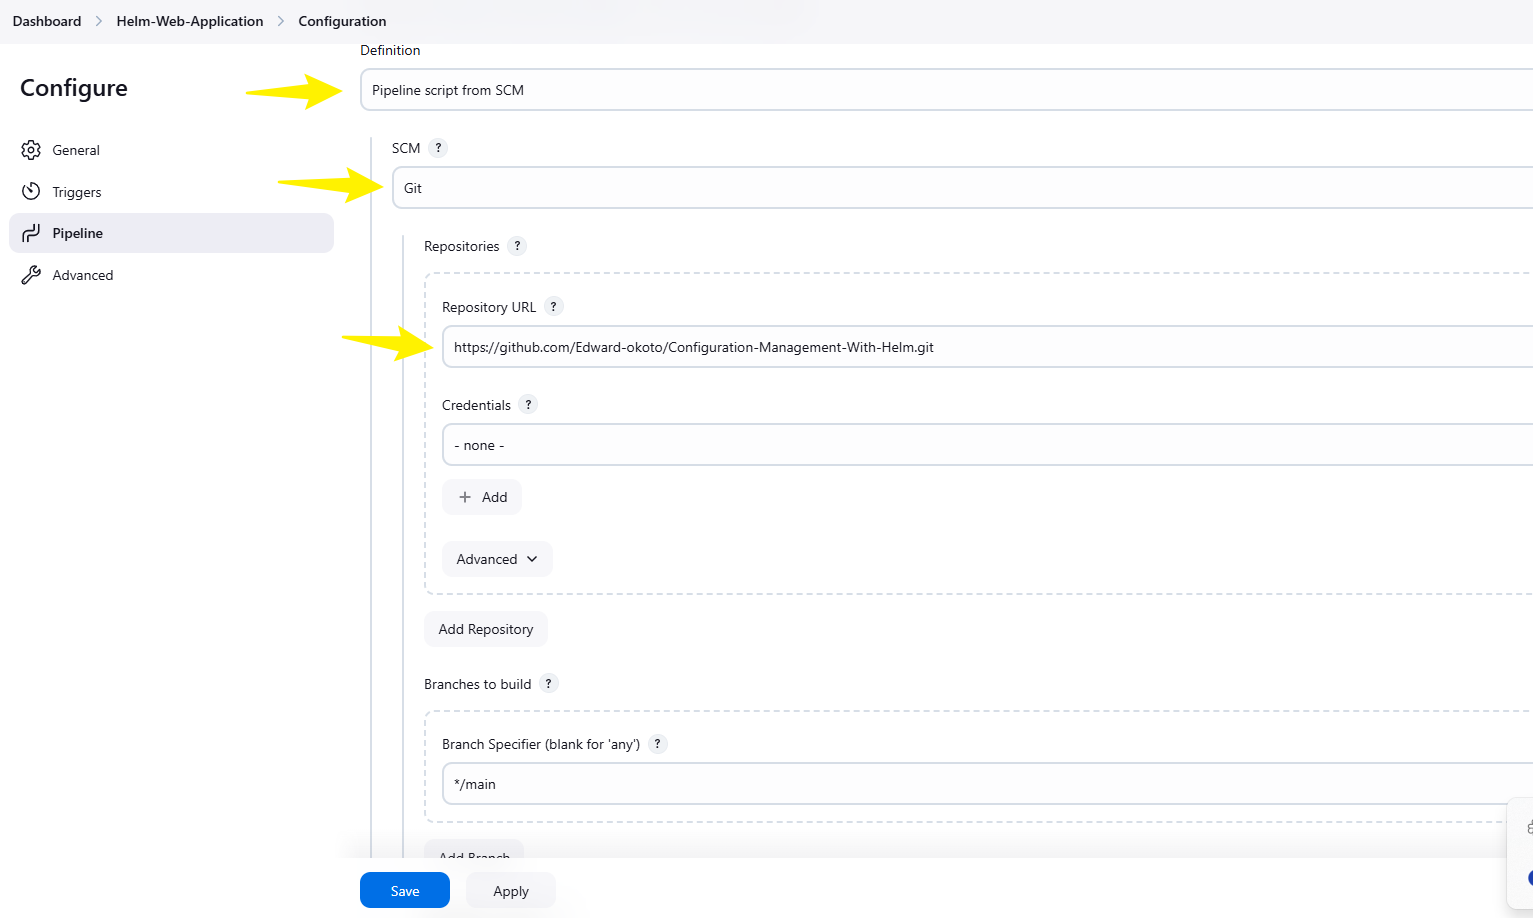 Dashboard > Helm-Web-Application > Configuration
Configure
General
Triggers
Pipeline
Advanced
Definition
Pipeline script from SCM
SCM ?
Git
Repositories ?
Repository URL ?
https://github.com/Edward-okoto/Configuration-Management-With-Helm.git
Credentials ?
- none -
+ Add
Advanced
Add Repository
Branches to build ?
Branch Specifier (blank for 'any') ?
*/main
Add Branch
Save
Apply